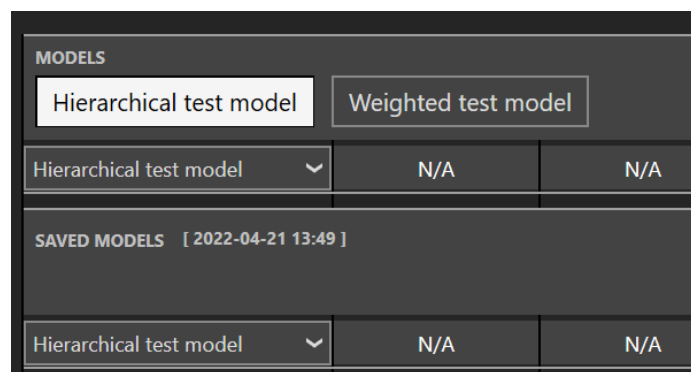 MODELS
Hierarchical test model Weighted test model
Hierarchical test model N/A N/A
SAVED MODELS [ 2022-04-21 13:49 ]
Hierarchical test model N/A N/A